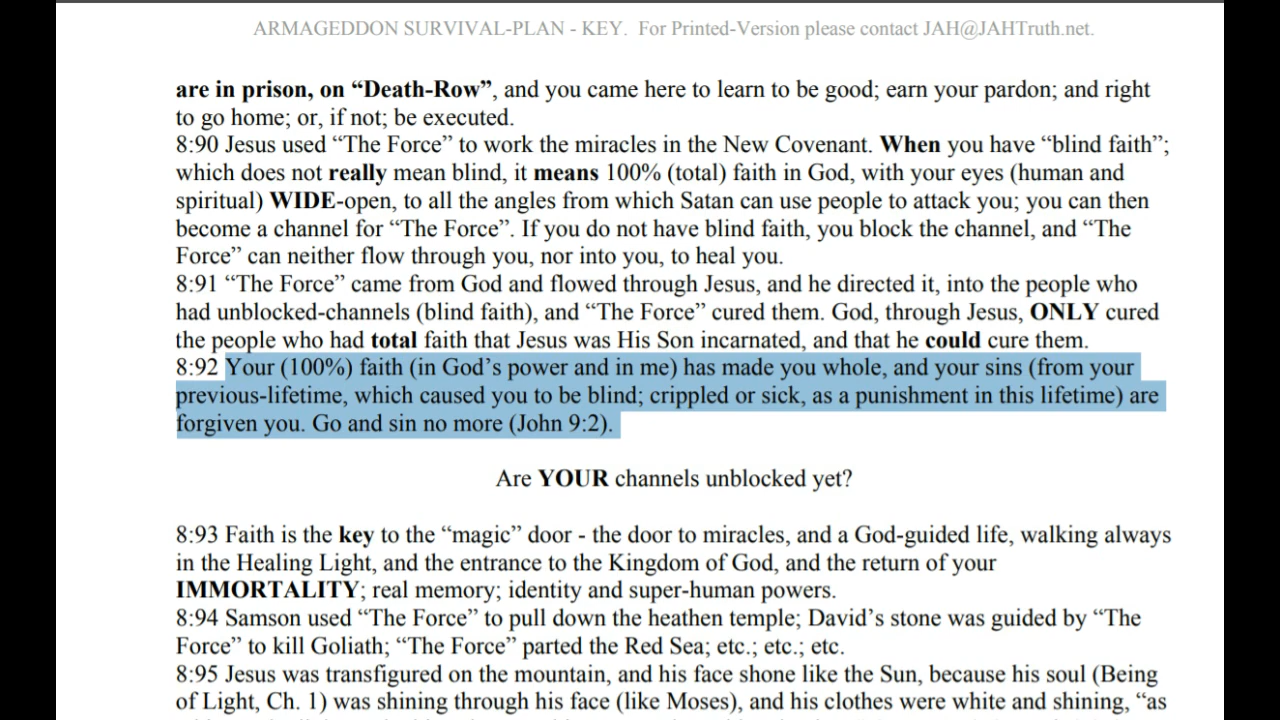 ARMAGEDDON SURVIVAL-PLAN - KEY. For Printed-Version please contact JAH@JAHTruth.net.
are in prison, on “Death-Row”, and you came here to learn to be good; earn your pardon; and right
to go home; or, if not; be executed.
8:90 Jesus used “The Force” to work the miracles in the New Covenant. When you have “blind faith”;
which does not really mean blind, it means 100% (total) faith in God, with your eyes (human and
spiritual) WIDE-open, to all the angles from which Satan can use people to attack you; you can then
become a channel for “The Force”. If you do not have blind faith, you block the channel, and “The
Force” can neither flow through you, nor into you, to heal you.
8:91 “The Force” came from God and flowed through Jesus, and he directed it, into the people who
had unblocked-channels (blind faith), and “The Force” cured them. God, through Jesus, ONLY cured
the people who had total faith that Jesus was His Son incarnated, and that he could cure them.
8:92 Your (100%) faith (in God’s power and in me) has made you whole, and your sins (from your
previous-lifetime, which caused you to be blind; crippled or sick, as a punishment in this lifetime) are
forgiven you. Go and sin no more (John 9:2).
Are YOUR channels unblocked yet?
8:93 Faith is the key to the “magic” door - the door to miracles, and a God-guided life, walking always
in the Healing Light, and the entrance to the Kingdom of God, and the return of your
IMMORTALITY; real memory; identity and super-human powers.
8:94 Samson used “The Force” to pull down the heathen temple; David’s stone was guided by “The
Force” to kill Goliath; “The Force” parted the Red Sea; etc.; etc.; etc.
8:95 Jesus was transfigured on the mountain, and his face shone like the Sun, because his soul (Being
of Light, Ch. 1) was shining through his face (like Moses), and his clothes were white and shining, “as